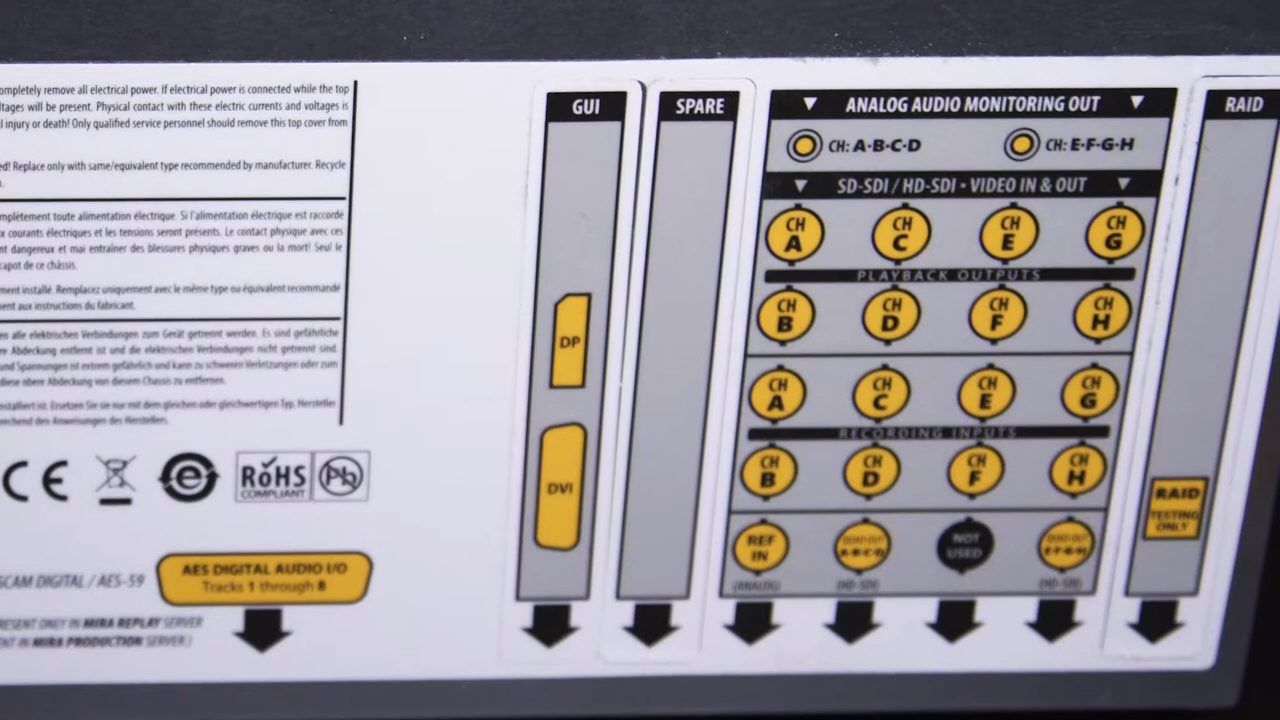 ompletely remove all electrical power. If electrical power is connected while the top
ltages will be present. Physical contact with these electric currents and voltages is
l injury or death! Only qualified service personnel should remove this top cover from
ed! Replace only with same/equivalent type recommended by manufacturer. Recycle
mplètement toute alimentation électrique. Si l'alimentation électrique est raccordé
x courants électriques et les tensions seront présents. Le contact physique avec ces
nt dangereux et mai entraîner des blessures physiques graves ou la mort! Seul le
capot de ce châssis.
ment installé. Remplacez uniquement avec le même type ou équivalent recommandé
ment aux instructions du fabricant.
en alle elektrischen Verbindungen zum Gerät getrennt werden. Es sind gefährliche
re Abdeckung entfernt ist und die elektrischen Verbindungen nicht getrennt sind.
und Spannungen ist extrem gefährlich und kann zu schweren Verletzungen oder zum
diese obere Abdeckung von diesem Chassis zu entfernen.
nstalliert ist. Ersetzen Sie sie nur mit dem gleichen oder gleichwertigen Typ, Hersteller
rechend den Anweisungen des Herstellers.
CE
e
RoHS
COMPLIANT
Pb
SCAM DIGITAL / AES-59
AES DIGITAL AUDIO I/O
Tracks 1 through 8
RESENT ONLY IN MIRA REPLAY SERVER
ENT IN MIRA PRODUCTION SERVER)
GUI
DP
DVI
SPARE
ANALOG AUDIO MONITORING OUT
CH: A·B·C·D
CH: E·F·G·H
SD-SDI / HD-SDI • VIDEO IN & OUT
CH A
CH C
CH E
CH G
PLAYBACK OUTPUTS
CH B
CH D
CH F
CH H
CH A
CH C
CH E
CH G
RECORDING INPUTS
CH B
CH D
CH F
CH H
REF IN
QUAD OUT
A·B·C·D
NOT USED
QUAD OUT
E·F·G·H
(ANALOG)
(HD-SDI)
(HD-SDI)
RAID
RAID
TESTING
ONLY